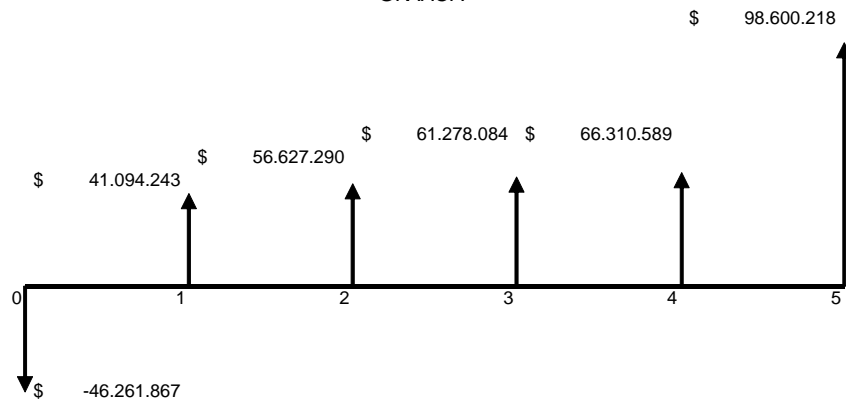 $ 98.600.218
$ 61.278.084 $ 66.310.589
$ 56.627.290
$ 41.094.243
0 1 2 3 4 5
$ -46.261.867